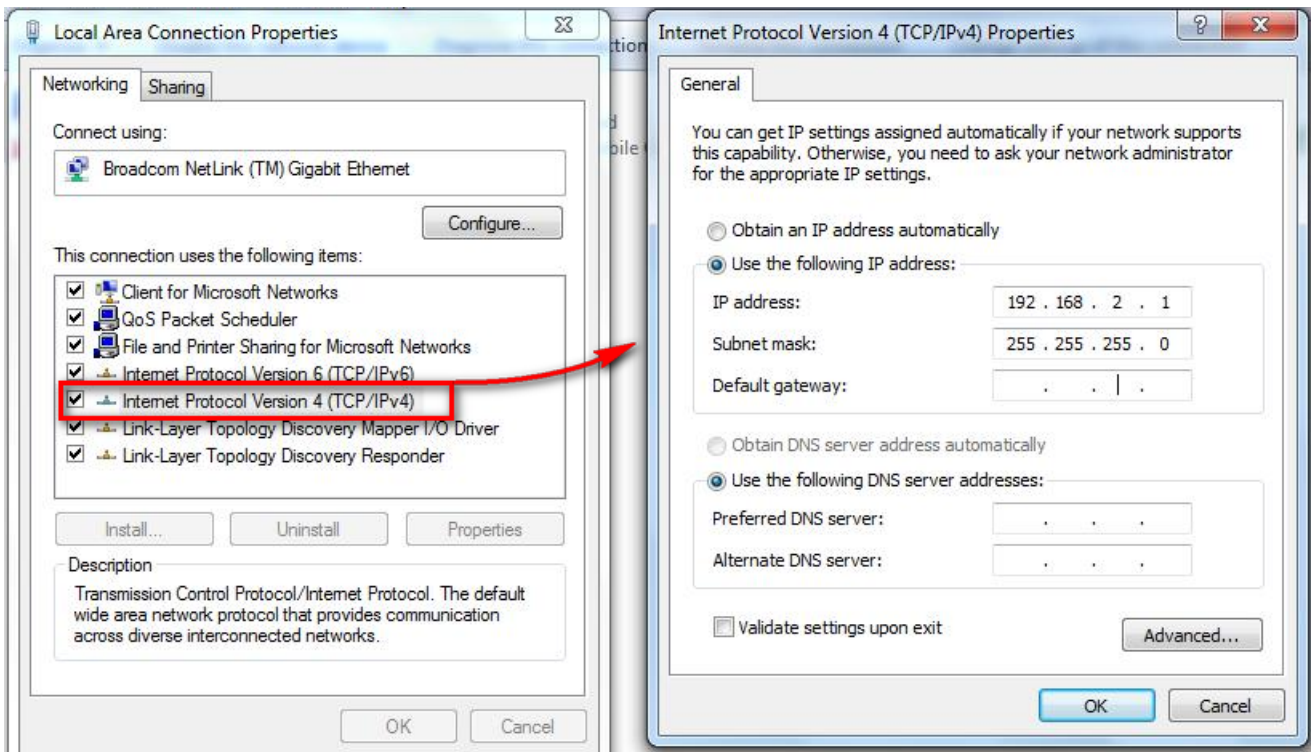 Local Area Connection Properties
Networking
Sharing
Connect using:
Broadcom NetLink (TM) Gigabit Ethernet
Configure...
This connection uses the following items:
Client for Microsoft Networks
QoS Packet Scheduler
File and Printer Sharing for Microsoft Networks
Internet Protocol Version 6 (TCP/IPv6)
Internet Protocol Version 4 (TCP/IPv4)
Link-Layer Topology Discovery Mapper I/O Driver
Link-Layer Topology Discovery Responder
Install...
Uninstall
Properties
Description
Transmission Control Protocol/Internet Protocol. The default
wide area network protocol that provides communication
across diverse interconnected networks.
OK
Cancel
Internet Protocol Version 4 (TCP/IPv4) Properties
General
You can get IP settings assigned automatically if your network supports
this capability. Otherwise, you need to ask your network administrator
for the appropriate IP settings.
Obtain an IP address automatically
Use the following IP address:
IP address: 192 . 168 . 2 . 1
Subnet mask: 255 . 255 . 255 . 0
Default gateway: . . .
Obtain DNS server address automatically
Use the following DNS server addresses:
Preferred DNS server: . . .
Alternate DNS server: . . .
Validate settings upon exit
Advanced...
OK
Cancel